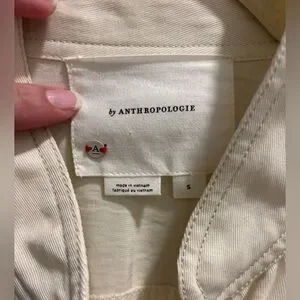 by ANTHROPOLOGIE
A
made in vietnam
fabriqué au vietnam
S